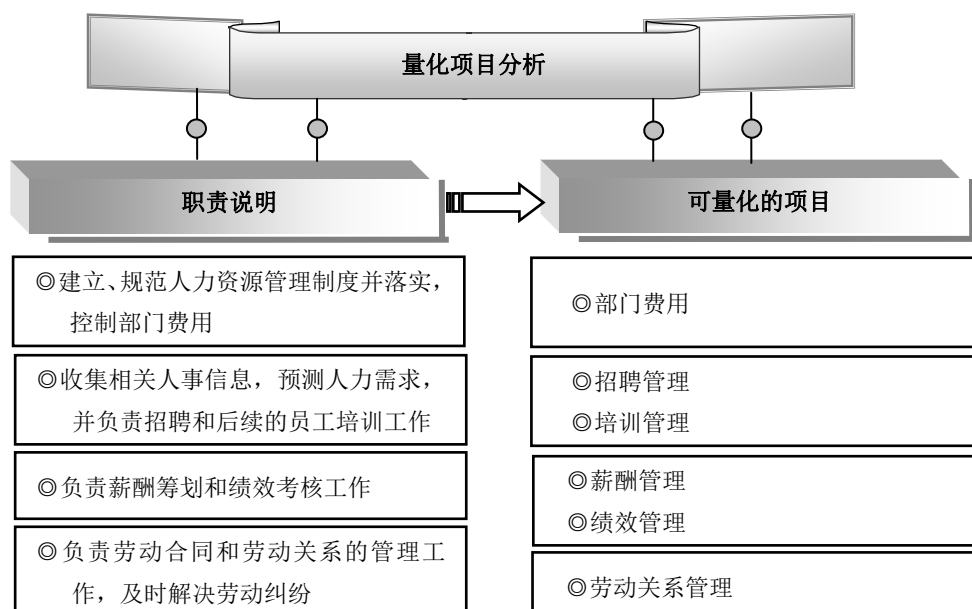 量化项目分析
职责说明
可量化的项目
◎建立、规范人力资源管理制度并落实，
控制部门费用
◎部门费用
◎收集相关人事信息，预测人力需求，
并负责招聘和后续的员工培训工作
◎招聘管理
◎培训管理
◎负责薪酬筹划和绩效考核工作
◎薪酬管理
◎绩效管理
◎负责劳动合同和劳动关系的管理工
作，及时解决劳动纠纷
◎劳动关系管理